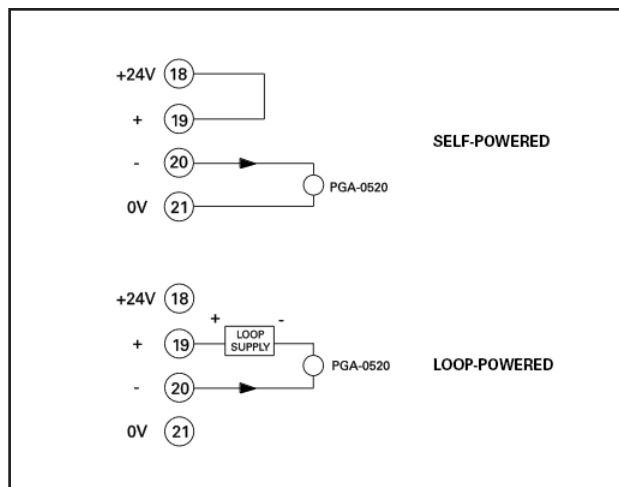 +24V 18
+ 19
SELF-POWERED
- 20
PGA-0520
0V 21
+24V 18
+ -
+ 19
LOOP
SUPPLY
PGA-0520
LOOP-POWERED
- 20
0V 21